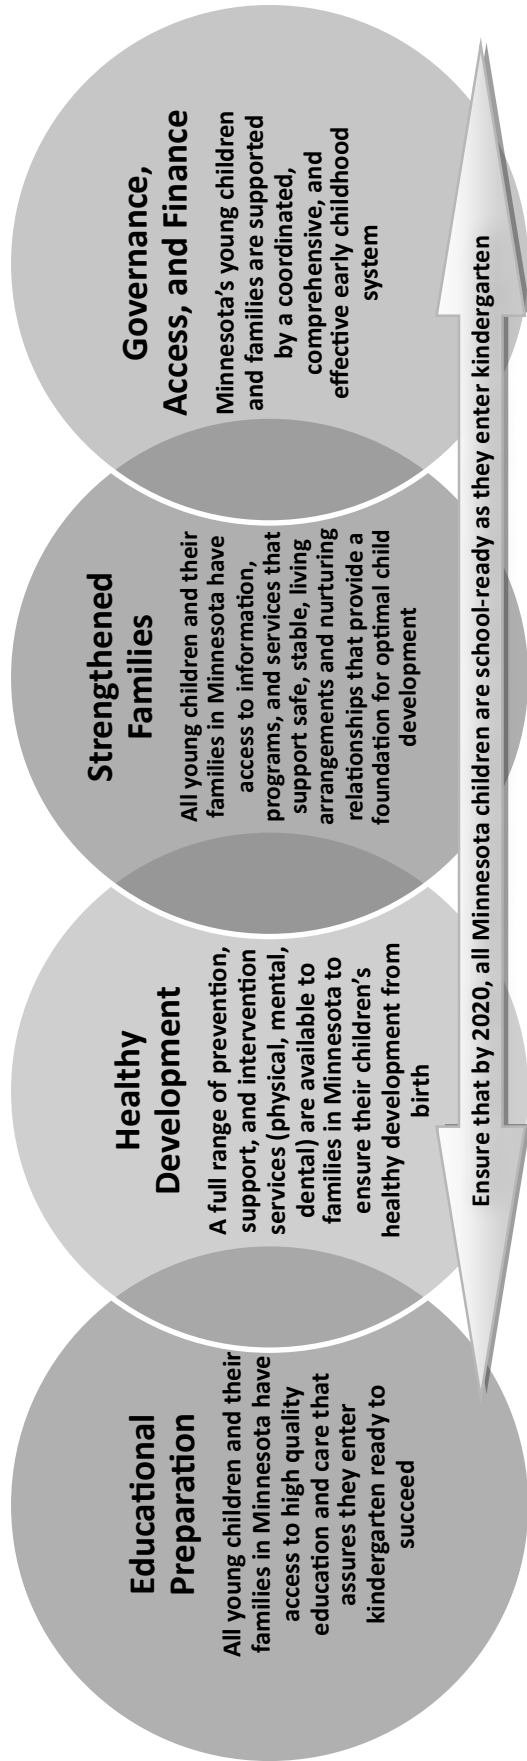 Educational
Preparation
All young children and their
families in Minnesota have
access to high quality
education and care that
assures they enter
kindergarten ready to
succeed
Healthy
Development
A full range of prevention,
support, and intervention
services (physical, mental,
dental) are available to
families in Minnesota to
ensure their children’s
healthy development from
birth
Strengthened
Families
All young children and their
families in Minnesota have
access to information,
programs, and services that
support safe, stable, living
arrangements and nurturing
relationships that provide a
foundation for optimal child
development
Governance,
Access, and Finance
Minnesota’s young children
and families are supported
by a coordinated,
comprehensive, and
effective early childhood
system
Ensure that by 2020, all Minnesota children are school-ready as they enter kindergarten